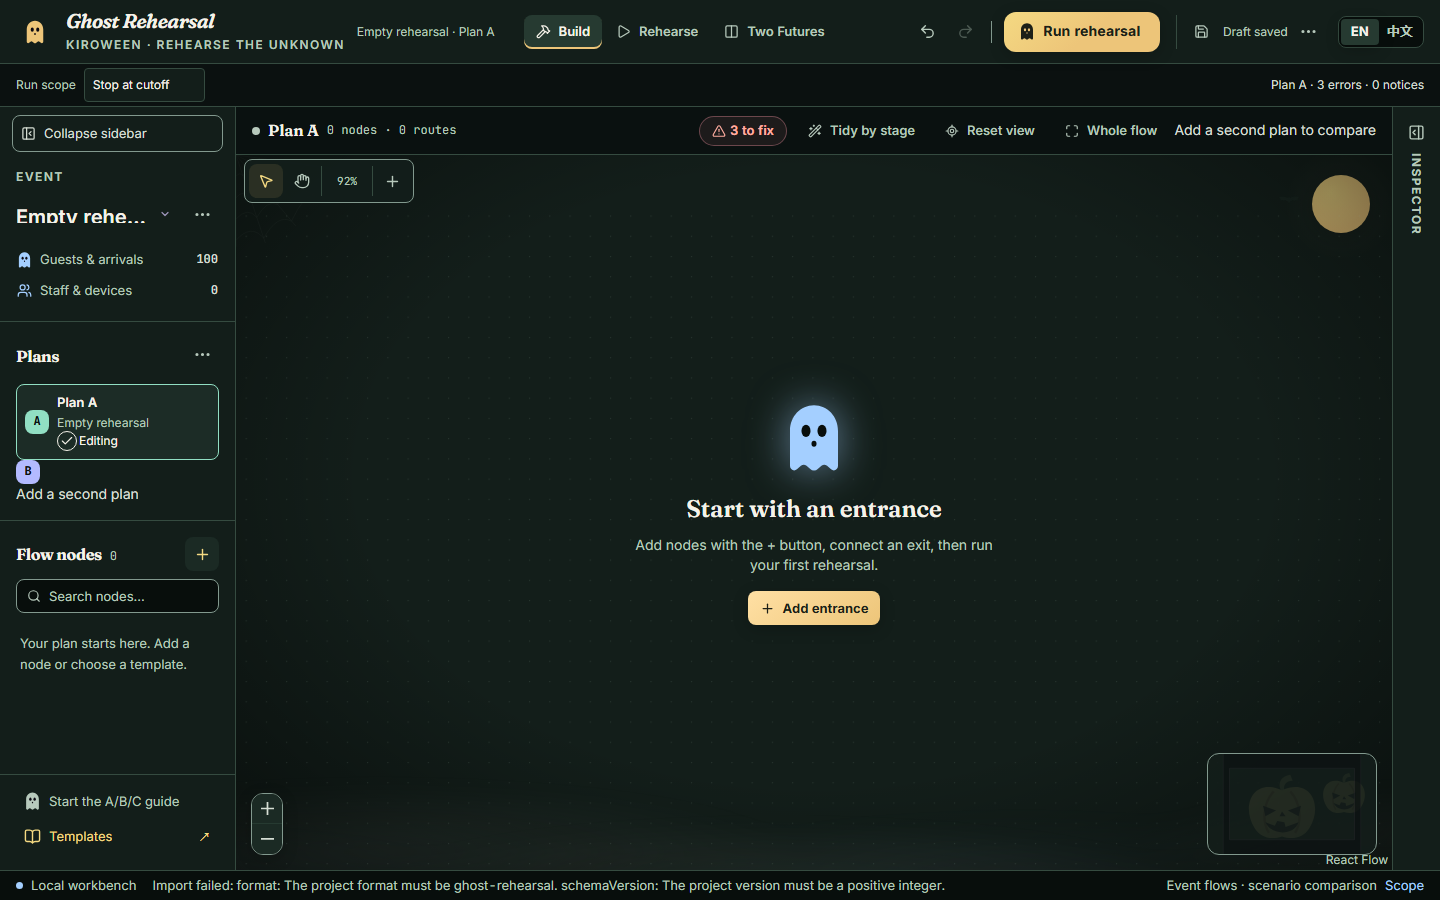 Ghost Rehearsal
KIROWEEN · REHEARSE THE UNKNOWN
Empty rehearsal · Plan A
Build
Rehearse
Two Futures
Run rehearsal
Draft saved
EN
中文
Run scope
Stop at cutoff
Plan A · 3 errors · 0 notices
Collapse sidebar
EVENT
Empty rehe...
Guests & arrivals 100
Staff & devices 0
Plans
A
Plan A
Empty rehearsal
Editing
B
Add a second plan
Flow nodes 0
Search nodes...
Your plan starts here. Add a
node or choose a template.
Start the A/B/C guide
Templates
Plan A 0 nodes · 0 routes
3 to fix
Tidy by stage
Reset view
Whole flow
Add a second plan to compare
92%
INSPECTOR
Start with an entrance
Add nodes with the + button, connect an exit, then run
your first rehearsal.
Add entrance
React Flow
Local workbench
Import failed: format: The project format must be ghost-rehearsal. schemaVersion: The project version must be a positive integer.
Event flows · scenario comparison
Scope